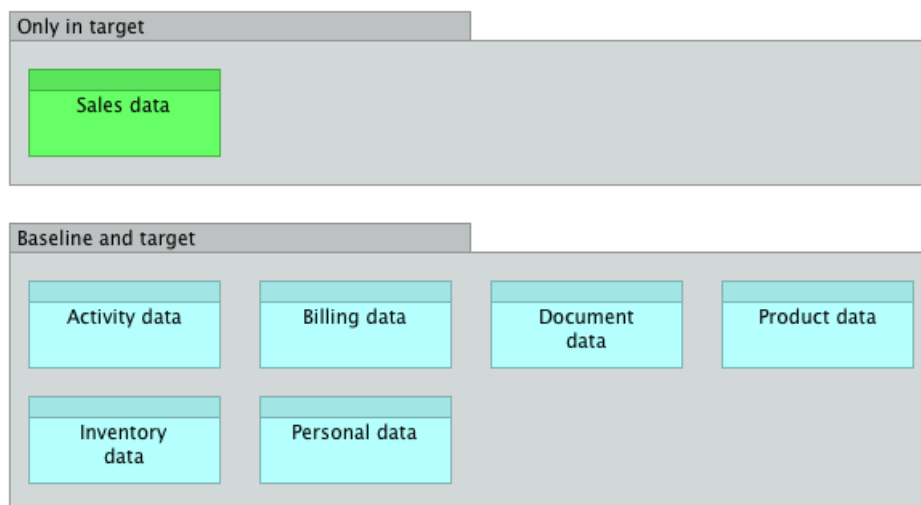 Only in target
Sales data
Baseline and target
Activity data
Billing data
Document
data
Product data
Inventory
data
Personal data